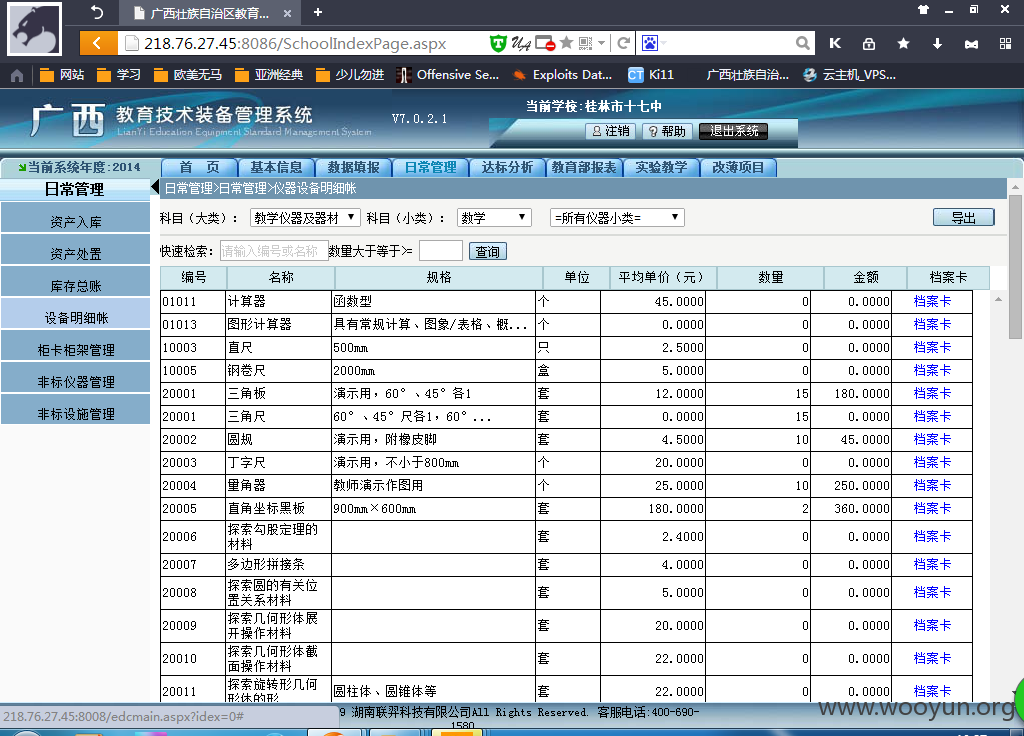 广西壮族自治区教育...
218.76.27.45:8086/SchoolIndexPage.aspx
网站 学习 欧美无马 亚洲经典 少儿勿进 Offensive Se... Exploits Dat... CT Ki11 广西壮族自治... 云主机_VPS...
广西 教育技术装备管理系统
LianYi Education Equipment Standard Management System
V7.0.2.1
当前学校:桂林市十七中
注销 帮助 退出系统
当前系统年度:2014
首 页 基本信息 数据填报 日常管理 达标分析 教育部报表 实验教学 改薄项目
日常管理
资产入库
资产处置
库存总账
设备明细帐
柜卡柜架管理
非标仪器管理
非标设施管理
日常管理>日常管理>仪器设备明细帐
科目（大类）： 教学仪器及器材 科目（小类）： 数学 =所有仪器小类= 导出
快速检索： 请输入编号或名称 数量大于等于>= 查询
编号 名称 规格 单位 平均单价（元） 数量 金额 档案卡
01011 计算器 函数型 个 45.0000 0 0.0000 档案卡
01013 图形计算器 具有常规计算、图象/表格、概... 个 0.0000 0 0.0000 档案卡
10003 直尺 500mm 只 2.5000 0 0.0000 档案卡
10005 钢卷尺 2000mm 盒 5.0000 0 0.0000 档案卡
20001 三角板 演示用，60°、45°各1 套 12.0000 15 180.0000 档案卡
20001 三角尺 60°、45°尺各1，60°... 套 0.0000 15 0.0000 档案卡
20002 圆规 演示用，附橡皮脚 套 4.5000 10 45.0000 档案卡
20003 丁字尺 演示用，不小于800mm 个 20.0000 0 0.0000 档案卡
20004 量角器 教师演示作图用 个 25.0000 10 250.0000 档案卡
20005 直角坐标黑板 900mm×600mm 套 180.0000 2 360.0000 档案卡
20006 探索勾股定理的材料 套 2.4000 0 0.0000 档案卡
20007 多边形拼接条 套 4.0000 0 0.0000 档案卡
20008 探索圆的有关位置关系材料 套 5.0000 0 0.0000 档案卡
20009 探索几何形体展开操作材料 套 20.0000 0 0.0000 档案卡
20010 探索几何形体截面操作材料 套 22.0000 0 0.0000 档案卡
20011 探索旋转形几何形体的形 圆柱体、圆锥体等 套 22.0000 0 0.0000 档案卡
218.76.27.45:8008/edcmain.aspx?idex=0#
9 湖南联羿科技有限公司All Rights Reserved. 客服电话:400-690-
1580
www.wooyun.org